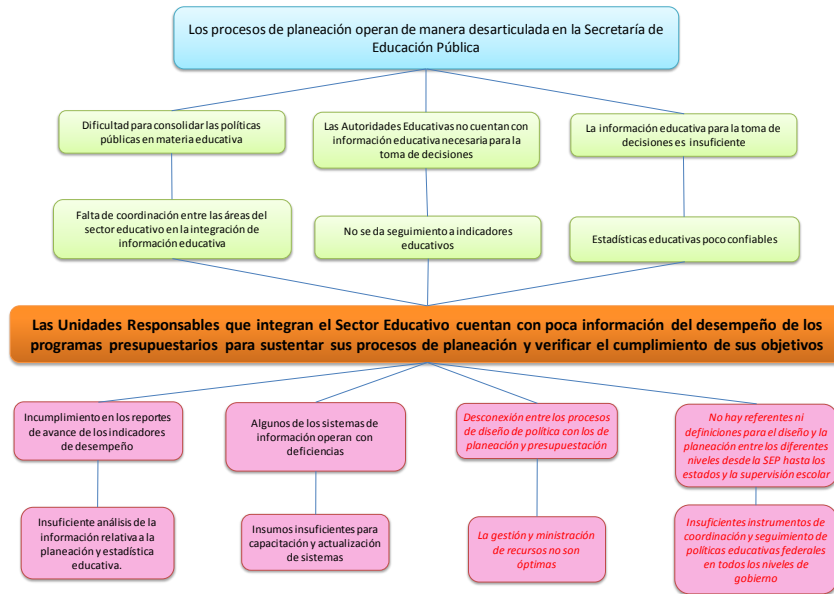 Los procesos de planeación operan de manera desarticulada en la Secretaría de
Educación Pública
Dificultad para consolidar las políticas
públicas en materia educativa
Las Autoridades Educativas no cuentan con
información educativa necesaria para la
toma de decisiones
La información educativa para la toma de
decisiones es insuficiente
Falta de coordinación entre las áreas del
sector educativo en la integración de
información educativa
No se da seguimiento a indicadores
educativos
Estadísticas educativas poco confiables
Las Unidades Responsables que integran el Sector Educativo cuentan con poca información del desempeño de los
programas presupuestarios para sustentar sus procesos de planeación y verificar el cumplimiento de sus objetivos
Incumplimiento en los reportes
de avance de los indicadores
de desempeño
Algunos de los sistemas de
información operan con
deficiencias
Desconexión entre los procesos
de diseño de política con los de
planeación y presupuestación
No hay referentes ni
definiciones para el diseño y la
planeación entre los diferentes
niveles desde la SEP hasta los
estados y la supervisión escolar
Insuficiente análisis de la
información relativa a la
planeación y estadística
educativa.
Insumos insuficientes para
capacitación y actualización
de sistemas
La gestión y ministración
de recursos no son
óptimas
Insuficientes instrumentos de
coordinación y seguimiento de
políticas educativas federales
en todos los niveles de
gobierno